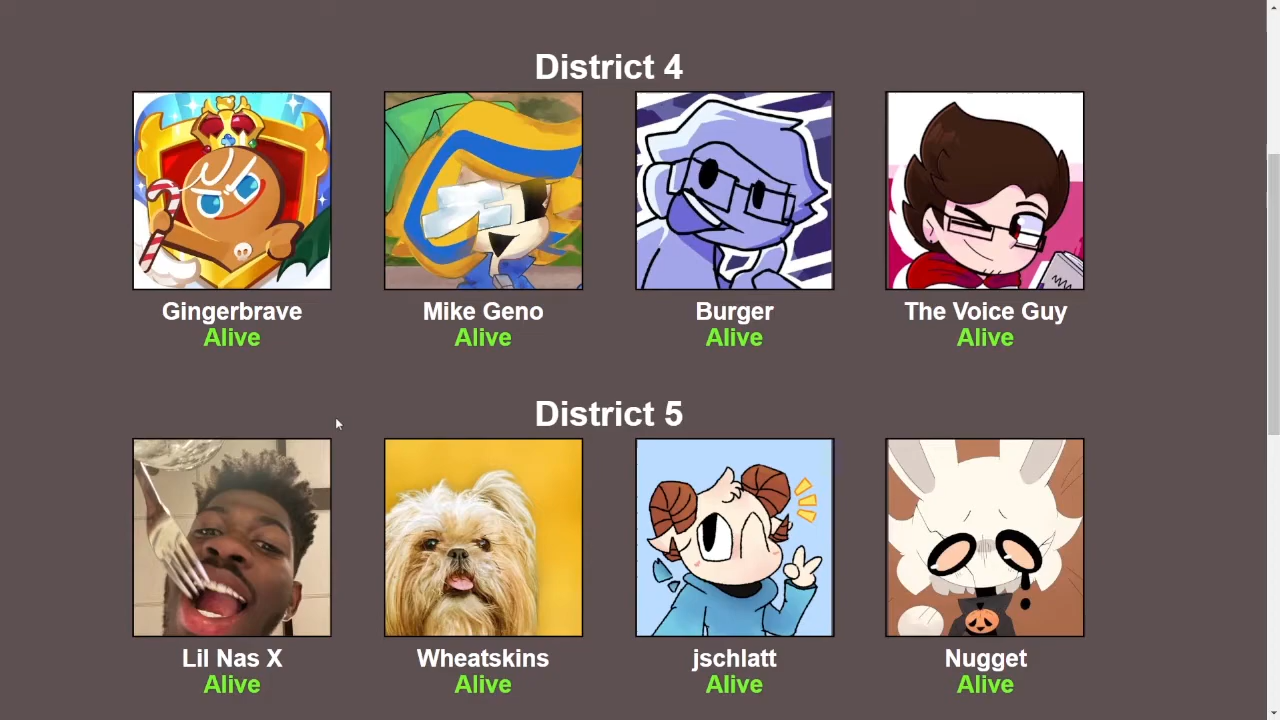 District 4
Gingerbrave
Alive
Mike Geno
Alive
Burger
Alive
The Voice Guy
Alive
District 5
Lil Nas X
Alive
Wheatskins
Alive
jschlatt
Alive
Nugget
Alive